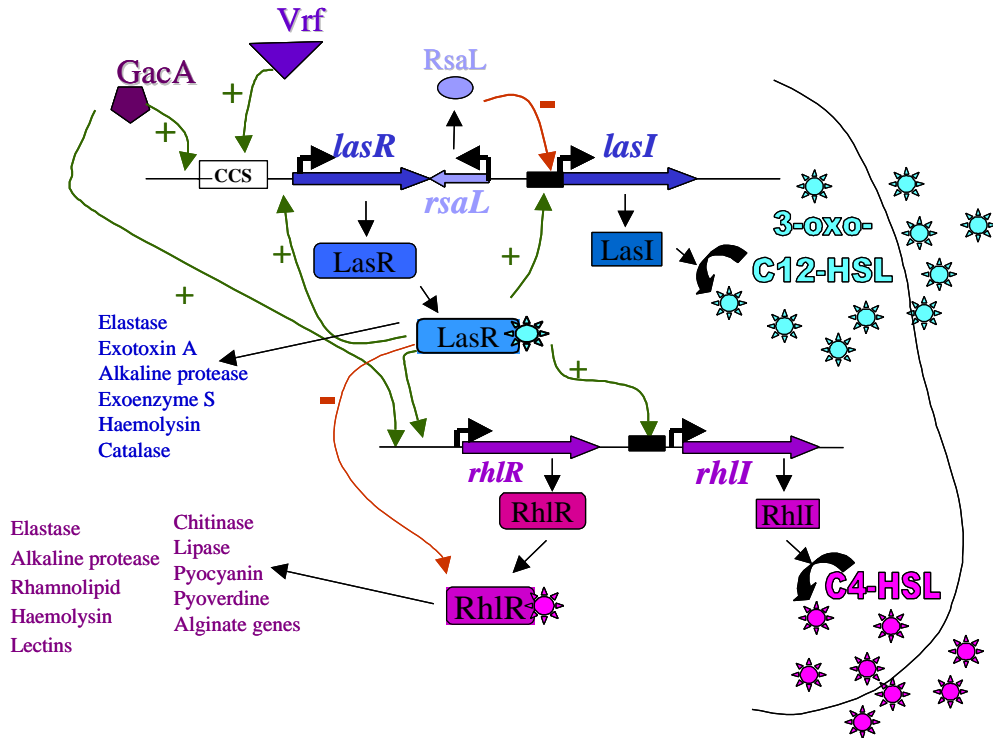 Vrf
GacA
RsaL
+
+
-
lasR
lasI
CCS
rsaL
LasR
LasI
3-oxo-
C12-HSL
+
+
+
LasR
Elastase
Exotoxin A
Alkaline protease
Exoenzyme S
Haemolysin
Catalase
-
+
rhlR
rhlI
RhlR
RhlI
Elastase
Alkaline protease
Rhamnolipid
Haemolysin
Lectins
Chitinase
Lipase
Pyocyanin
Pyoverdine
Alginate genes
RhlR
C4-HSL